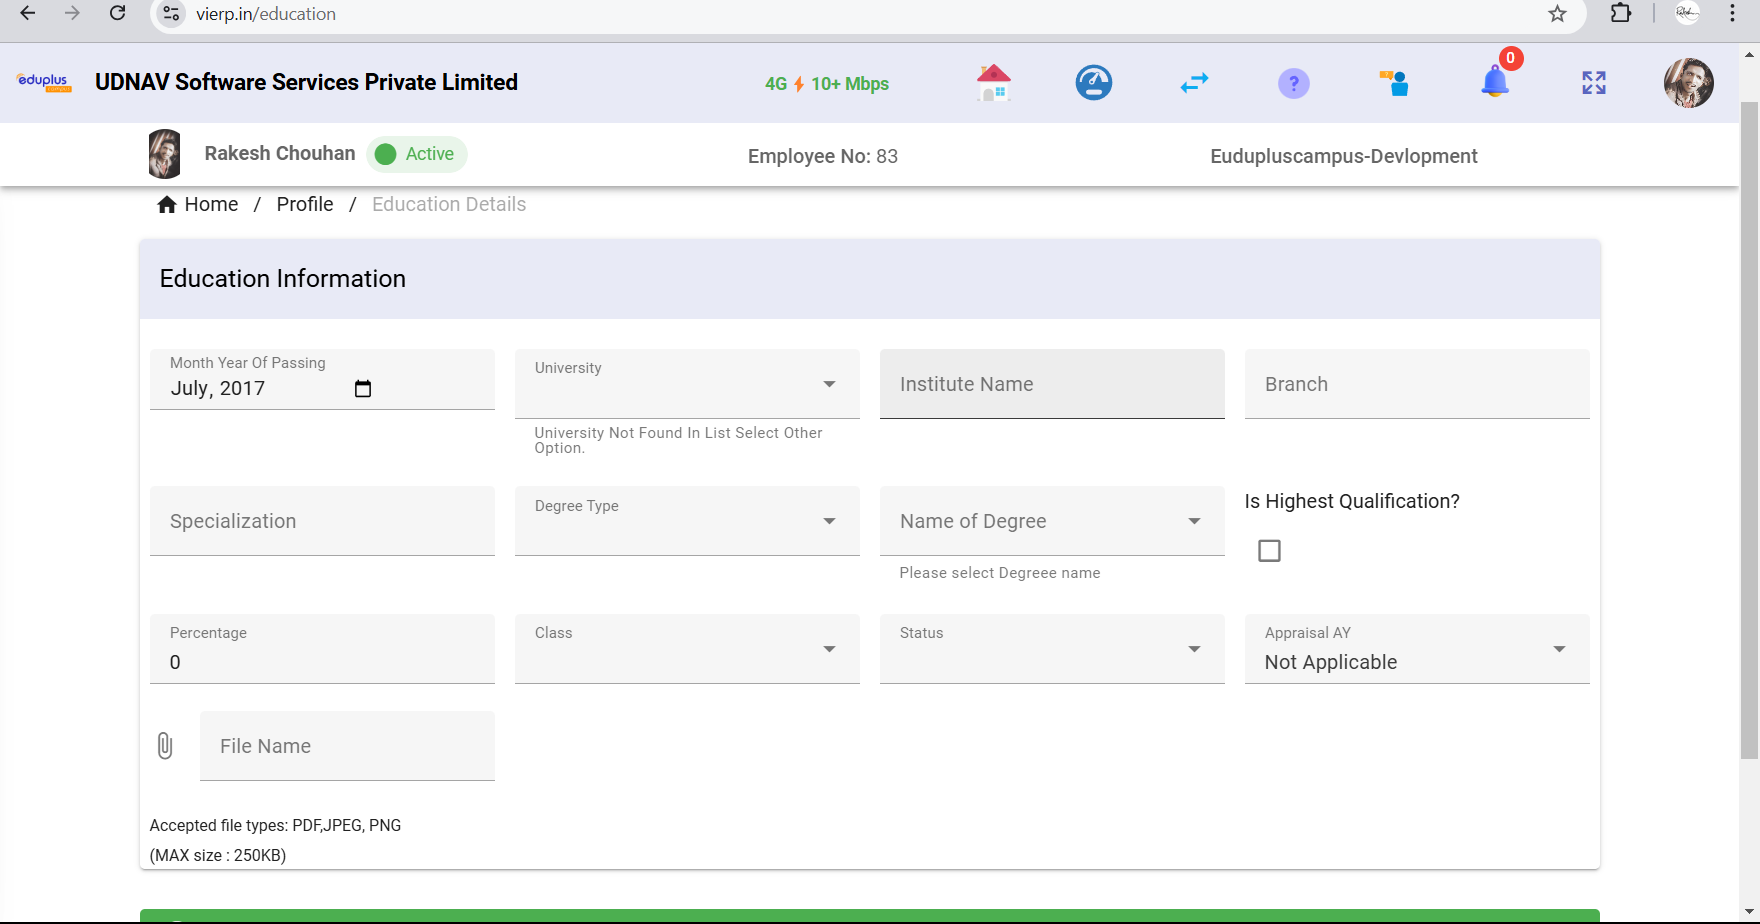 vierp.in/education
eduplus
campus
UDNAV Software Services Private Limited
4G 10+ Mbps
?
0
Rakesh Chouhan
Active
Employee No: 83
Eudupluscampus-Devlopment
Home / Profile / Education Details
Education Information
Month Year Of Passing
July, 2017
University
University Not Found In List Select Other
Option.
Institute Name
Branch
Specialization
Degree Type
Name of Degree
Please select Degreee name
Is Highest Qualification?
Percentage
0
Class
Status
Appraisal AY
Not Applicable
File Name
Accepted file types: PDF,JPEG, PNG
(MAX size : 250KB)